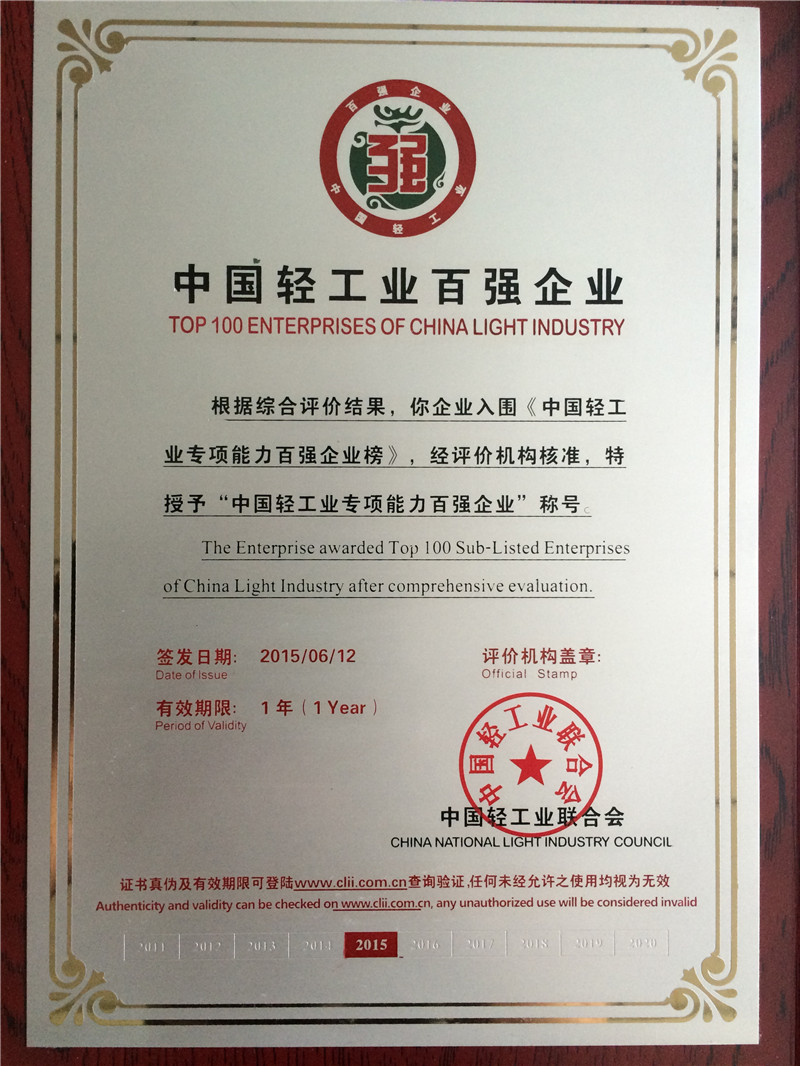 百强企业
强
中国轻工业
中国轻工业百强企业
TOP 100 ENTERPRISES OF CHINA LIGHT INDUSTRY
根据综合评价结果，你企业入围《中国轻工
业专项能力百强企业榜》，经评价机构核准，特
授予“中国轻工业专项能力百强企业”称号。
The Enterprise awarded Top 100 Sub-Listed Enterprises
of China Light Industry after comprehensive evaluation.
签发日期: 2015/06/12
Date of Issue
评价机构盖章:
Official Stamp
有效期限: 1 年（1 Year）
Period of Validity
中国轻工业联合会
中国轻工业联合会
CHINA NATIONAL LIGHT INDUSTRY COUNCIL
证书真伪及有效期限可登陆www.clii.com.cn查询验证,任何未经允许之使用均视为无效
Authenticity and validity can be checked on www.clii.com.cn, any unauthorized use will be considered invalid
2011 2012 2013 2014 2015 2016 2017 2018 2019 2020